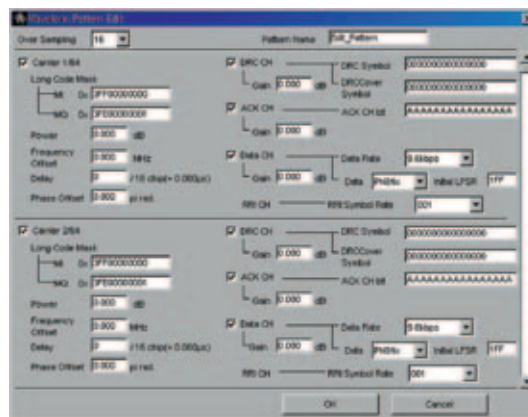 Waveform Pattern Edit
Over Sampling 16 Pattern Name Edit_Pattern
Carrier 1/64
Long Code Mask
MI 0x 3FF00000000
MQ 0x 3FE00000001
Power 0.000 dB
Frequency Offset 0.000 MHz
Delay 0 /16 chip(+ 0.000μs)
Phase Offset 0.000 pi rad.
DRC CH DRC Symbol 0000000000000000
Gain 0.000 dB DRCCover Symbol 0000000000000000
ACK CH ACK CH bit AAAAAAAAAAAAAAAA
Gain 0.000 dB
Data CH Data Rate 9.6kbps
Gain 0.000 dB Data Initial LFSR 1FF
RRI CH RRI Symbol Rate 001
Carrier 2/64
Long Code Mask
MI 0x 3FF00000000
MQ 0x 3FE00000001
Power 0.000 dB
Frequency Offset 0.000 MHz
Delay 0 /16 chip(+ 0.000μs)
Phase Offset 0.000 pi rad.
DRC CH DRC Symbol 0000000000000000
Gain 0.000 dB DRCCover Symbol 0000000000000000
ACK CH ACK CH bit AAAAAAAAAAAAAAAA
Gain 0.000 dB
Data CH Data Rate 9.6kbps
Gain 0.000 dB Data Initial LFSR 1FF
RRI CH RRI Symbol Rate 001
OK Cancel